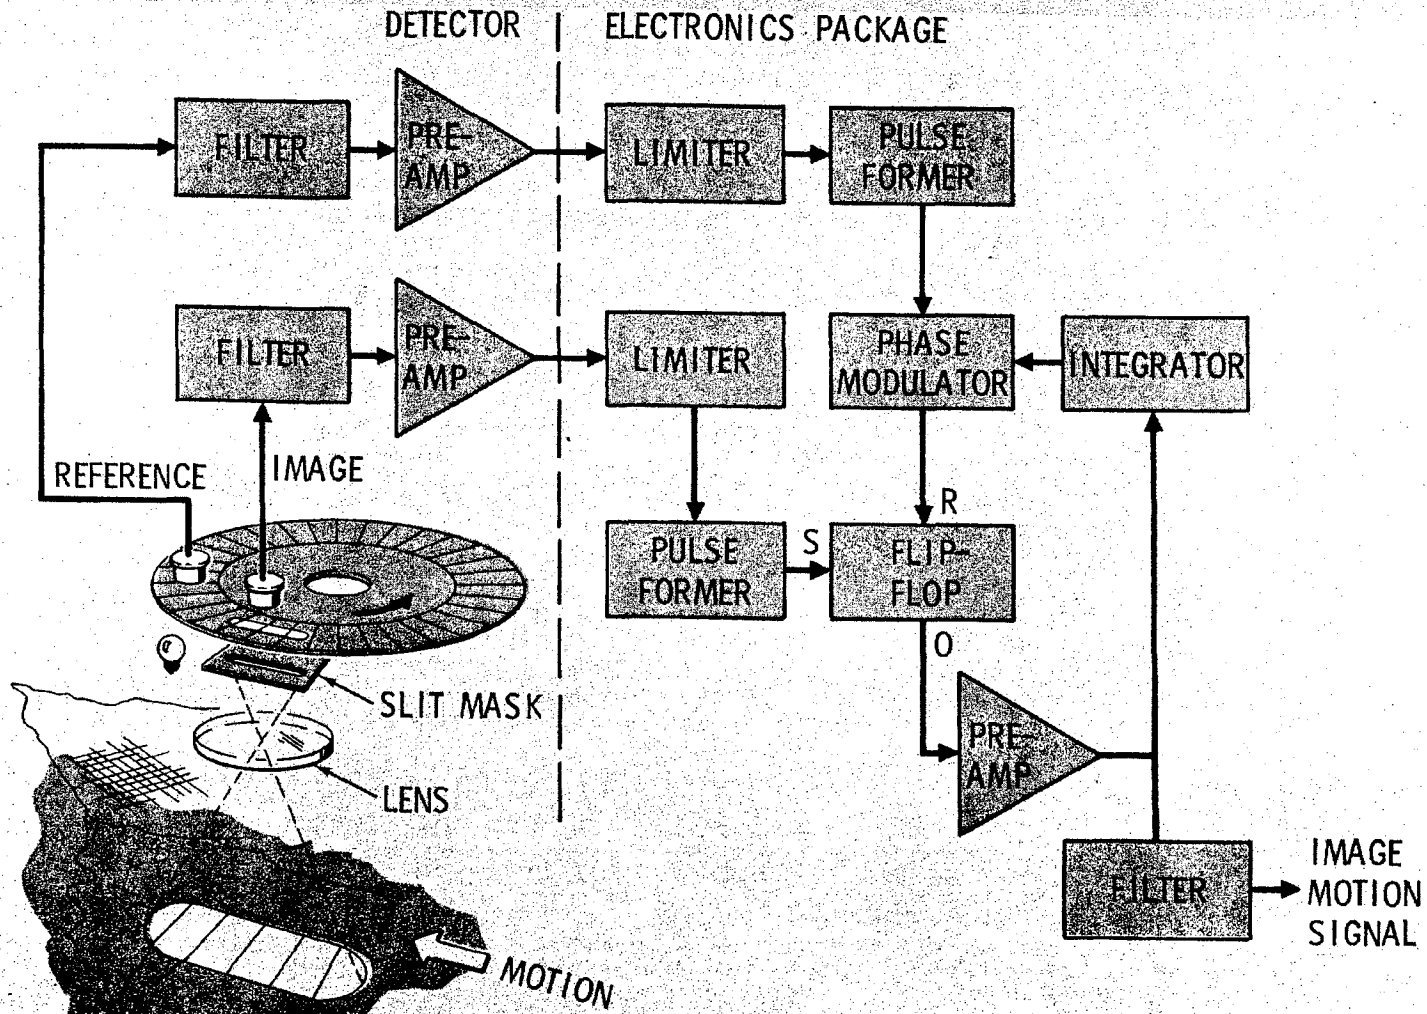 DETECTOR
ELECTRONICS PACKAGE
FILTER
PRE-
AMP
LIMITER
PULSE
FORMER
FILTER
PRE-
AMP
LIMITER
PHASE
MODULATOR
INTEGRATOR
REFERENCE
IMAGE
R
PULSE
FORMER
S
FLIP-
FLOP
O
SLIT MASK
PRE-
AMP
LENS
FILTER
IMAGE
MOTION
SIGNAL
MOTION